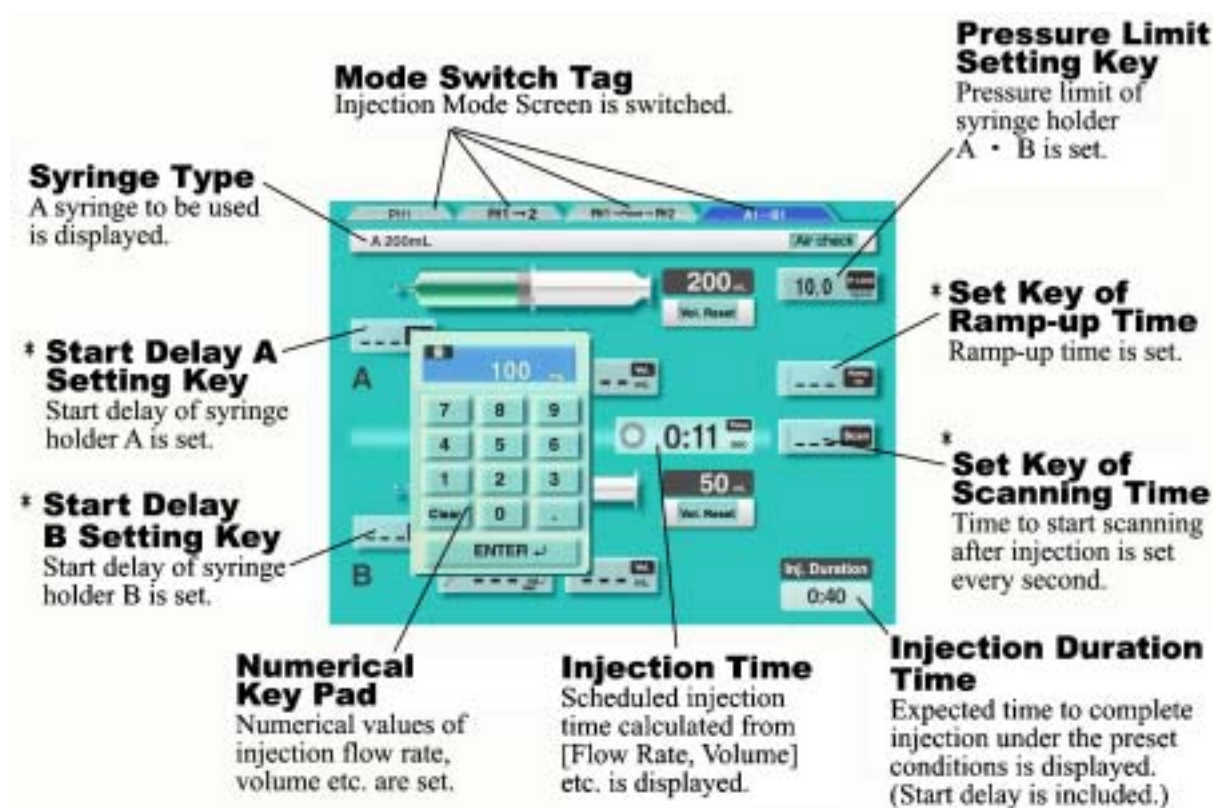 Pressure Limit
Setting Key
Pressure limit of
syringe holder
A・B is set.
Mode Switch Tag
Injection Mode Screen is switched.
Syringe Type
A syringe to be used
is displayed.
PH1
PH1→2
A 200mL
Air check
200 mL
Vol. Reset
10.0
* Set Key of
Ramp-up Time
Ramp-up time is set.
* Start Delay A
Setting Key
Start delay of syringe
holder A is set.
A
100
7 8 9
4 5 6
1 2 3
Clear 0 .
ENTER ↵
0:11
Scan
50 mL
Vol. Reset
*
Set Key of
Scanning Time
Time to start scanning
after injection is set
every second.
* Start Delay
B Setting Key
Start delay of syringe
holder B is set.
B
Inj. Duration
0:40
Numerical
Key Pad
Numerical values of
injection flow rate,
volume etc. are set.
Injection Time
Scheduled injection
time calculated from
[Flow Rate, Volume]
etc. is displayed.
Injection Duration
Time
Expected time to complete
injection under the preset
conditions is displayed.
(Start delay is included.)